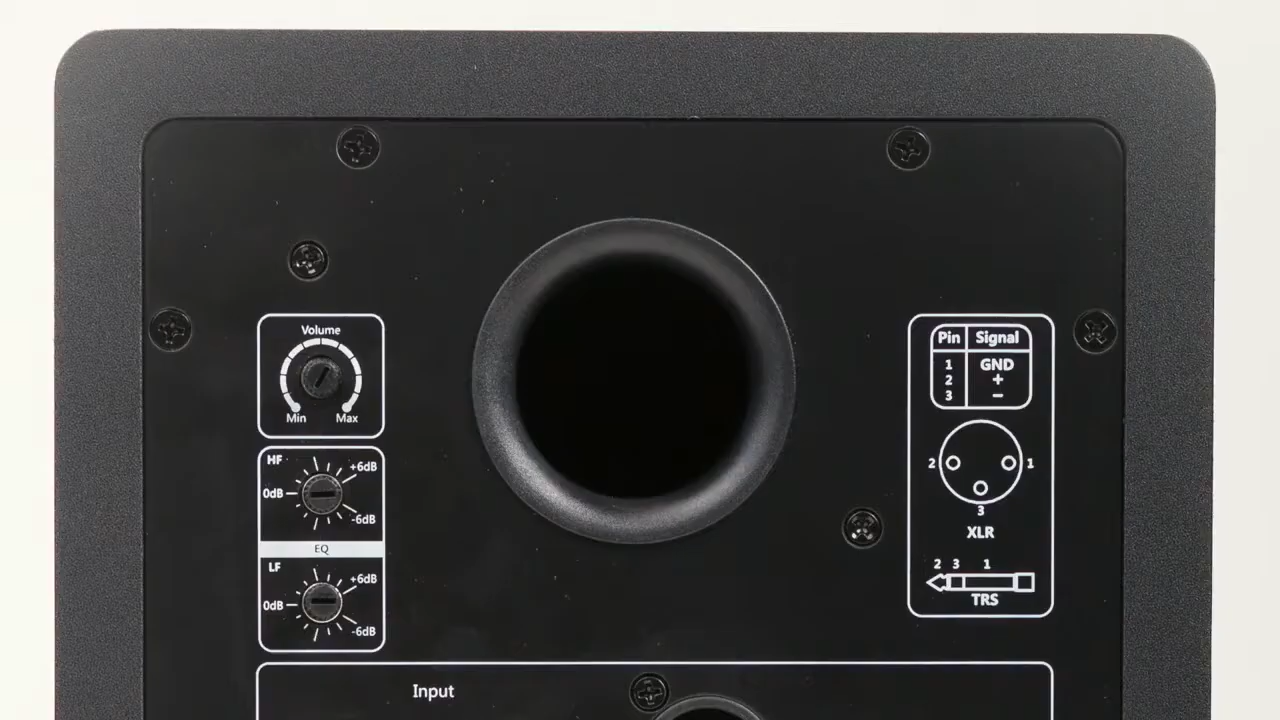 Volume
Min Max
HF
+6dB
0dB
-6dB
EQ
LF
+6dB
0dB
-6dB
Pin Signal
1 GND
2 +
3 −
2 1
3
XLR
2 3 1
TRS
Input